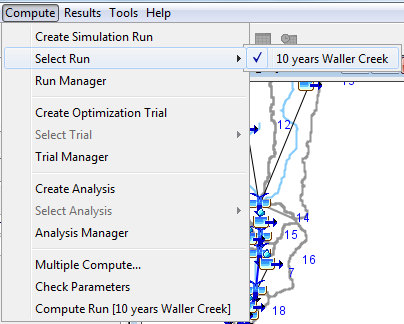 Compute Results Tools Help
Create Simulation Run
Select Run
10 years Waller Creek
Run Manager
Create Optimization Trial
Select Trial
Trial Manager
Create Analysis
Select Analysis
Analysis Manager
Multiple Compute...
Check Parameters
Compute Run [10 years Waller Creek]
12
14
15
16
7
18